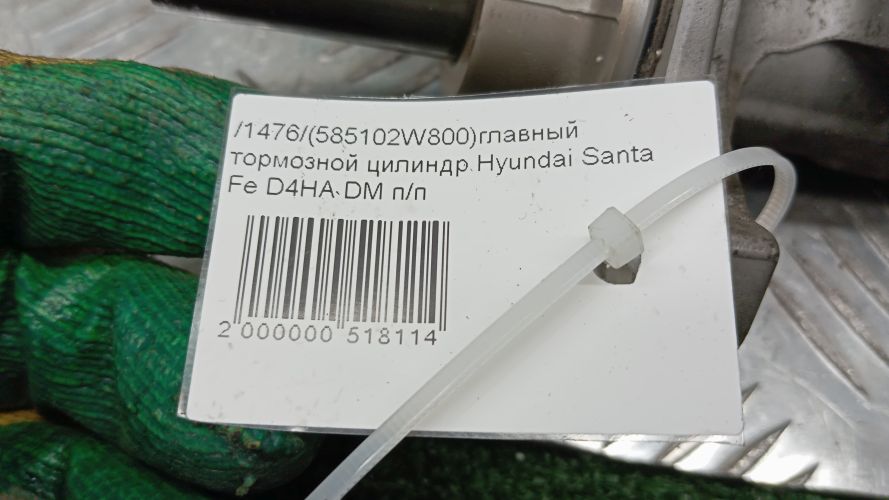 /1476/(585102W800)главный
тормозной цилиндр Hyundai Santa
Fe D4HA DM п/п
2 000000 518114